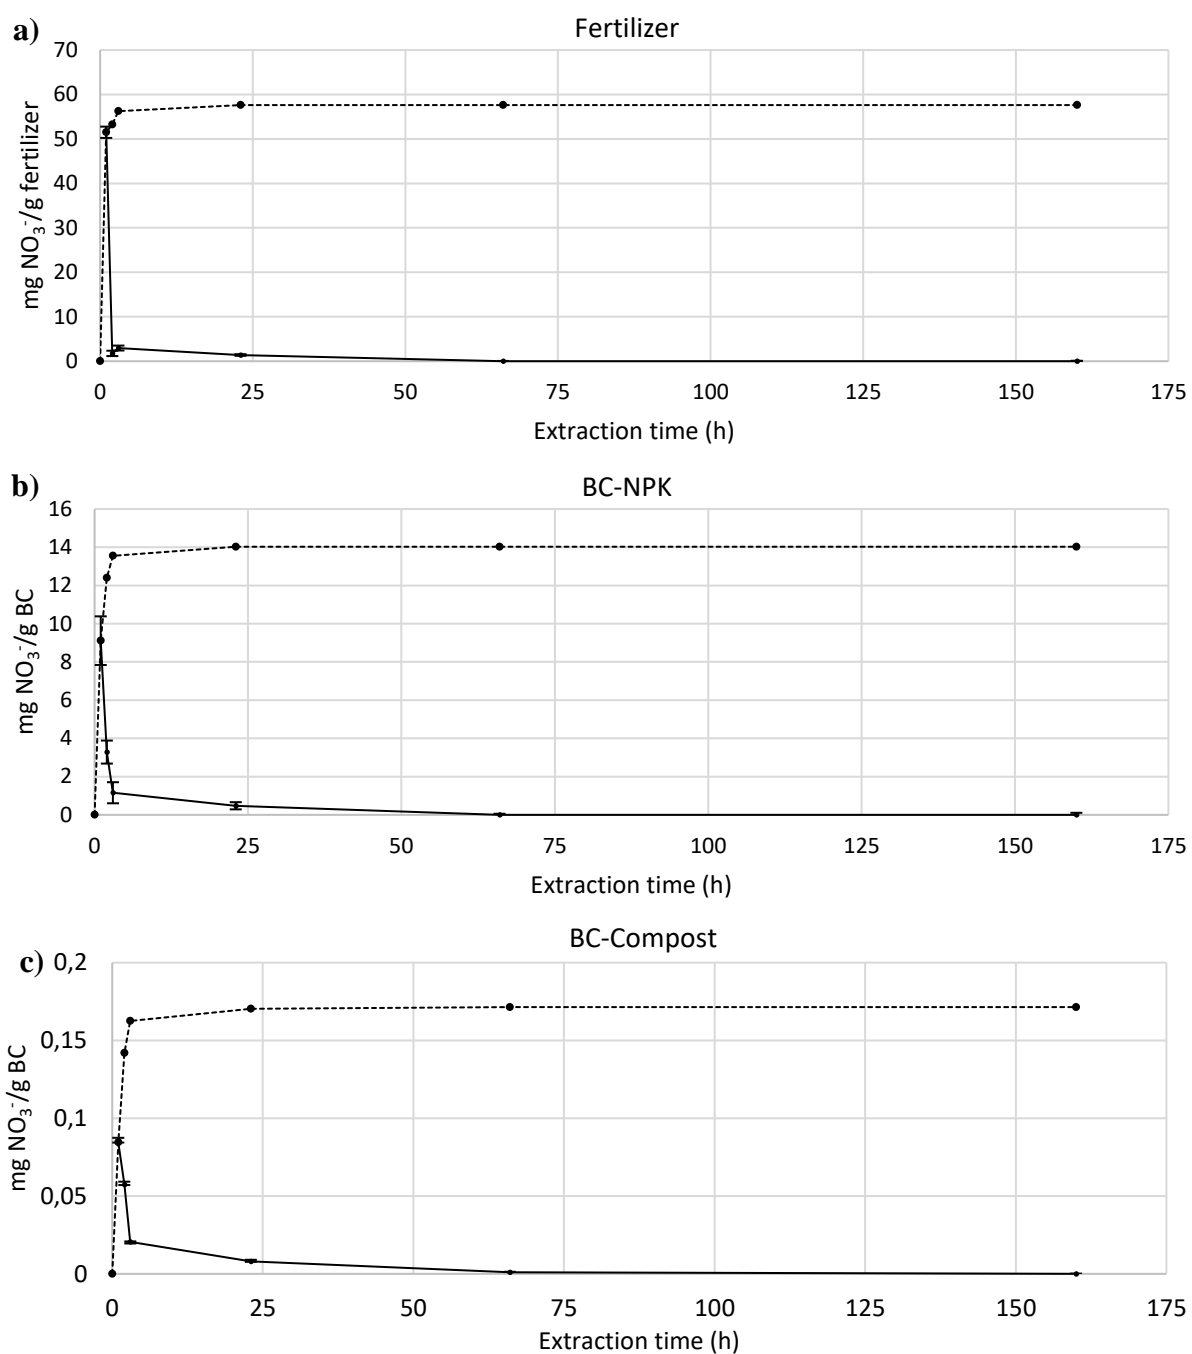 a)
Fertilizer
mg NO₃⁻/g fertilizer
70
60
50
40
30
20
10
0
0 25 50 75 100 125 150 175
Extraction time (h)
b)
BC-NPK
mg NO₃⁻/g BC
16
14
12
10
8
6
4
2
0
0 25 50 75 100 125 150 175
Extraction time (h)
c)
BC-Compost
mg NO₃⁻/g BC
0,2
0,15
0,1
0,05
0
0 25 50 75 100 125 150 175
Extraction time (h)